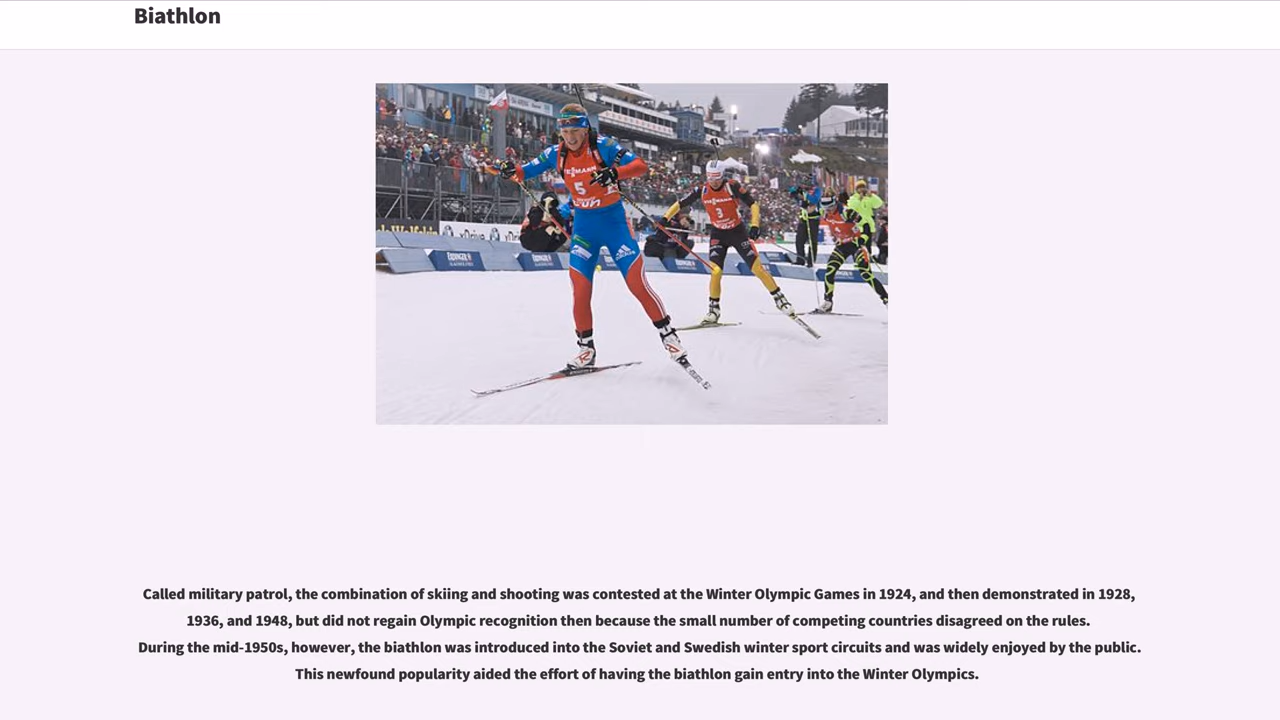 Biathlon
5
3
4
Called military patrol, the combination of skiing and shooting was contested at the Winter Olympic Games in 1924, and then demonstrated in 1928,
1936, and 1948, but did not regain Olympic recognition then because the small number of competing countries disagreed on the rules.
During the mid-1950s, however, the biathlon was introduced into the Soviet and Swedish winter sport circuits and was widely enjoyed by the public.
This newfound popularity aided the effort of having the biathlon gain entry into the Winter Olympics.